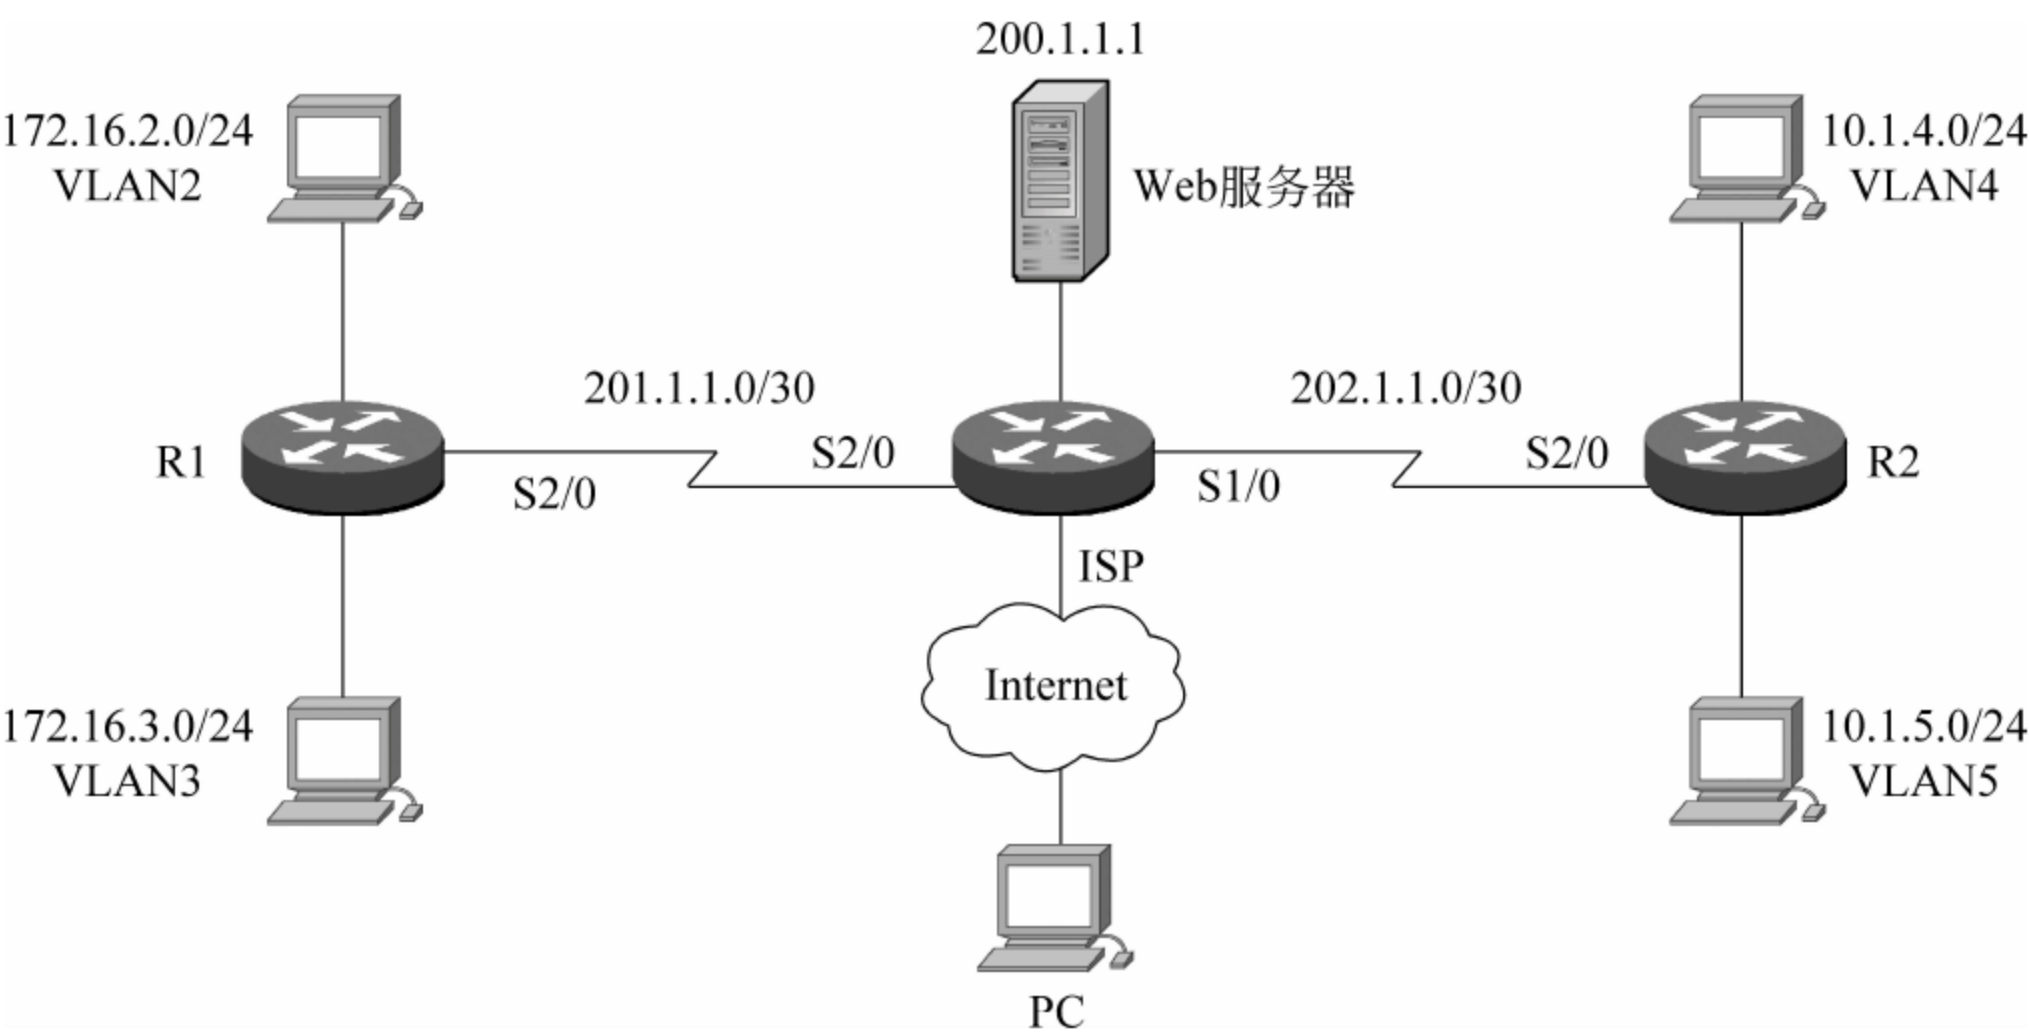 200.1.1.1
172.16.2.0/24
VLAN2
Web服务器
10.1.4.0/24
VLAN4
201.1.1.0/30
202.1.1.0/30
R1
S2/0
S2/0
S1/0
S2/0
R2
ISP
Internet
172.16.3.0/24
VLAN3
10.1.5.0/24
VLAN5
PC